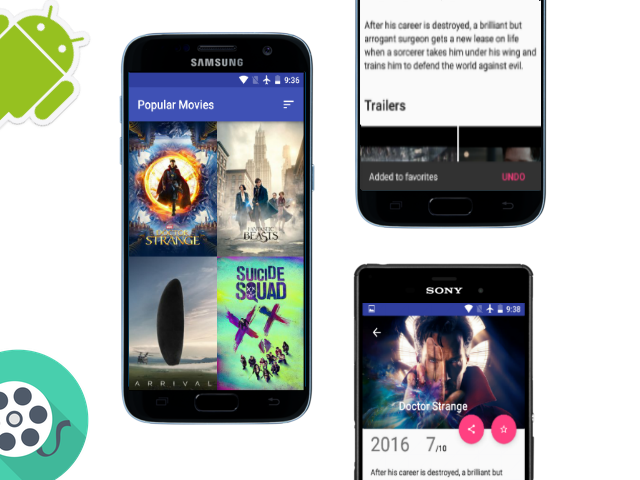 SAMSUNG
9:36
Popular Movies
DOCTOR
STRANGE
FANTASTIC
BEASTS
ARRIVAL
SUICIDE
SQUAD
After his career is destroyed, a brilliant but
arrogant surgeon gets a new lease on life
when a sorcerer takes him under his wing and
trains him to defend the world against evil.
Trailers
Added to favorites UNDO
SONY
9:38
Doctor Strange
2016 7/10
After his career is destroyed, a brilliant but